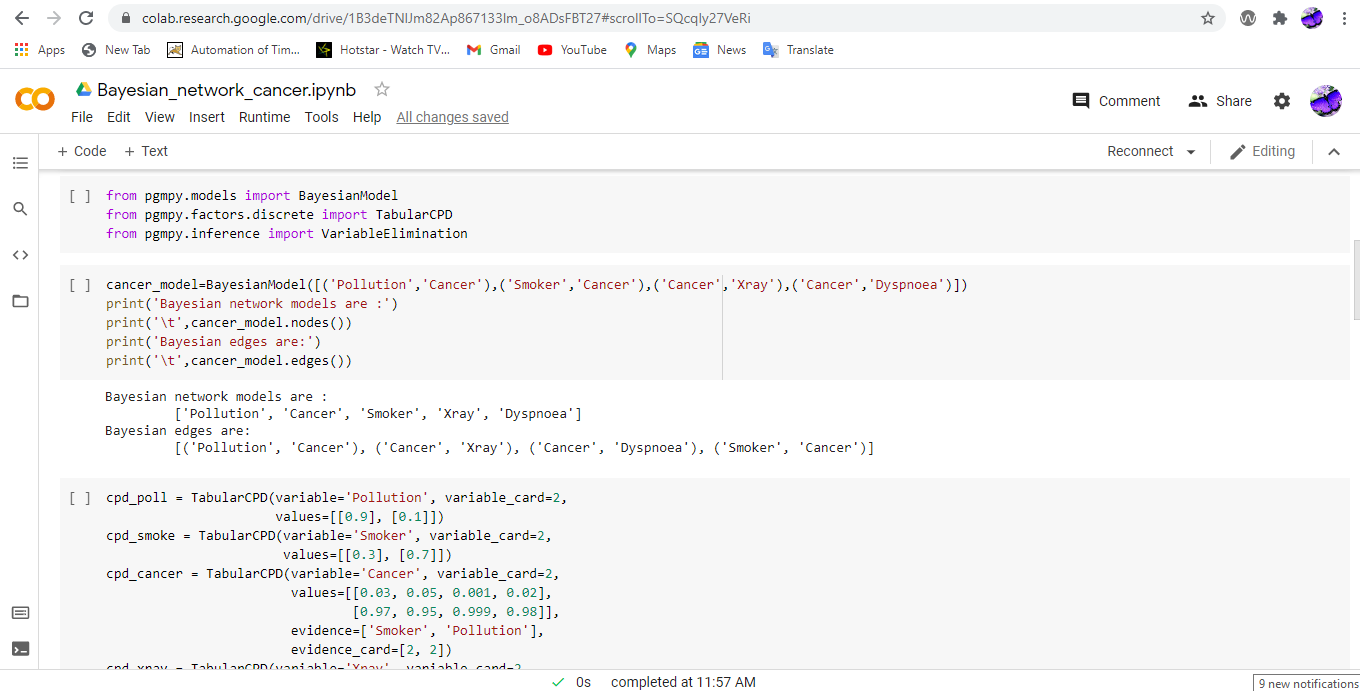 colab.research.google.com/drive/1B3deTNIJm82Ap867133lm_o8ADsFBT27#scrollTo=SQcqIy27VeRi
Apps New Tab Automation of Tim... Hotstar - Watch TV... Gmail YouTube Maps News Translate
Bayesian_network_cancer.ipynb
Comment Share
File Edit View Insert Runtime Tools Help All changes saved
+ Code + Text Reconnect Editing
[ ] from pgmpy.models import BayesianModel
from pgmpy.factors.discrete import TabularCPD
from pgmpy.inference import VariableElimination
[ ] cancer_model=BayesianModel([('Pollution','Cancer'),('Smoker','Cancer'),('Cancer','Xray'),('Cancer','Dyspnoea')])
print('Bayesian network models are :')
print('\t',cancer_model.nodes())
print('Bayesian edges are:')
print('\t',cancer_model.edges())
Bayesian network models are :
['Pollution', 'Cancer', 'Smoker', 'Xray', 'Dyspnoea']
Bayesian edges are:
[('Pollution', 'Cancer'), ('Cancer', 'Xray'), ('Cancer', 'Dyspnoea'), ('Smoker', 'Cancer')]
[ ] cpd_poll = TabularCPD(variable='Pollution', variable_card=2,
values=[[0.9], [0.1]])
cpd_smoke = TabularCPD(variable='Smoker', variable_card=2,
values=[[0.3], [0.7]])
cpd_cancer = TabularCPD(variable='Cancer', variable_card=2,
values=[[0.03, 0.05, 0.001, 0.02],
[0.97, 0.95, 0.999, 0.98]],
evidence=['Smoker', 'Pollution'],
evidence_card=[2, 2])
cpd_xray = TabularCPD(variable='Xray', variable_card=2,
0s completed at 11:57 AM
9 new notifications